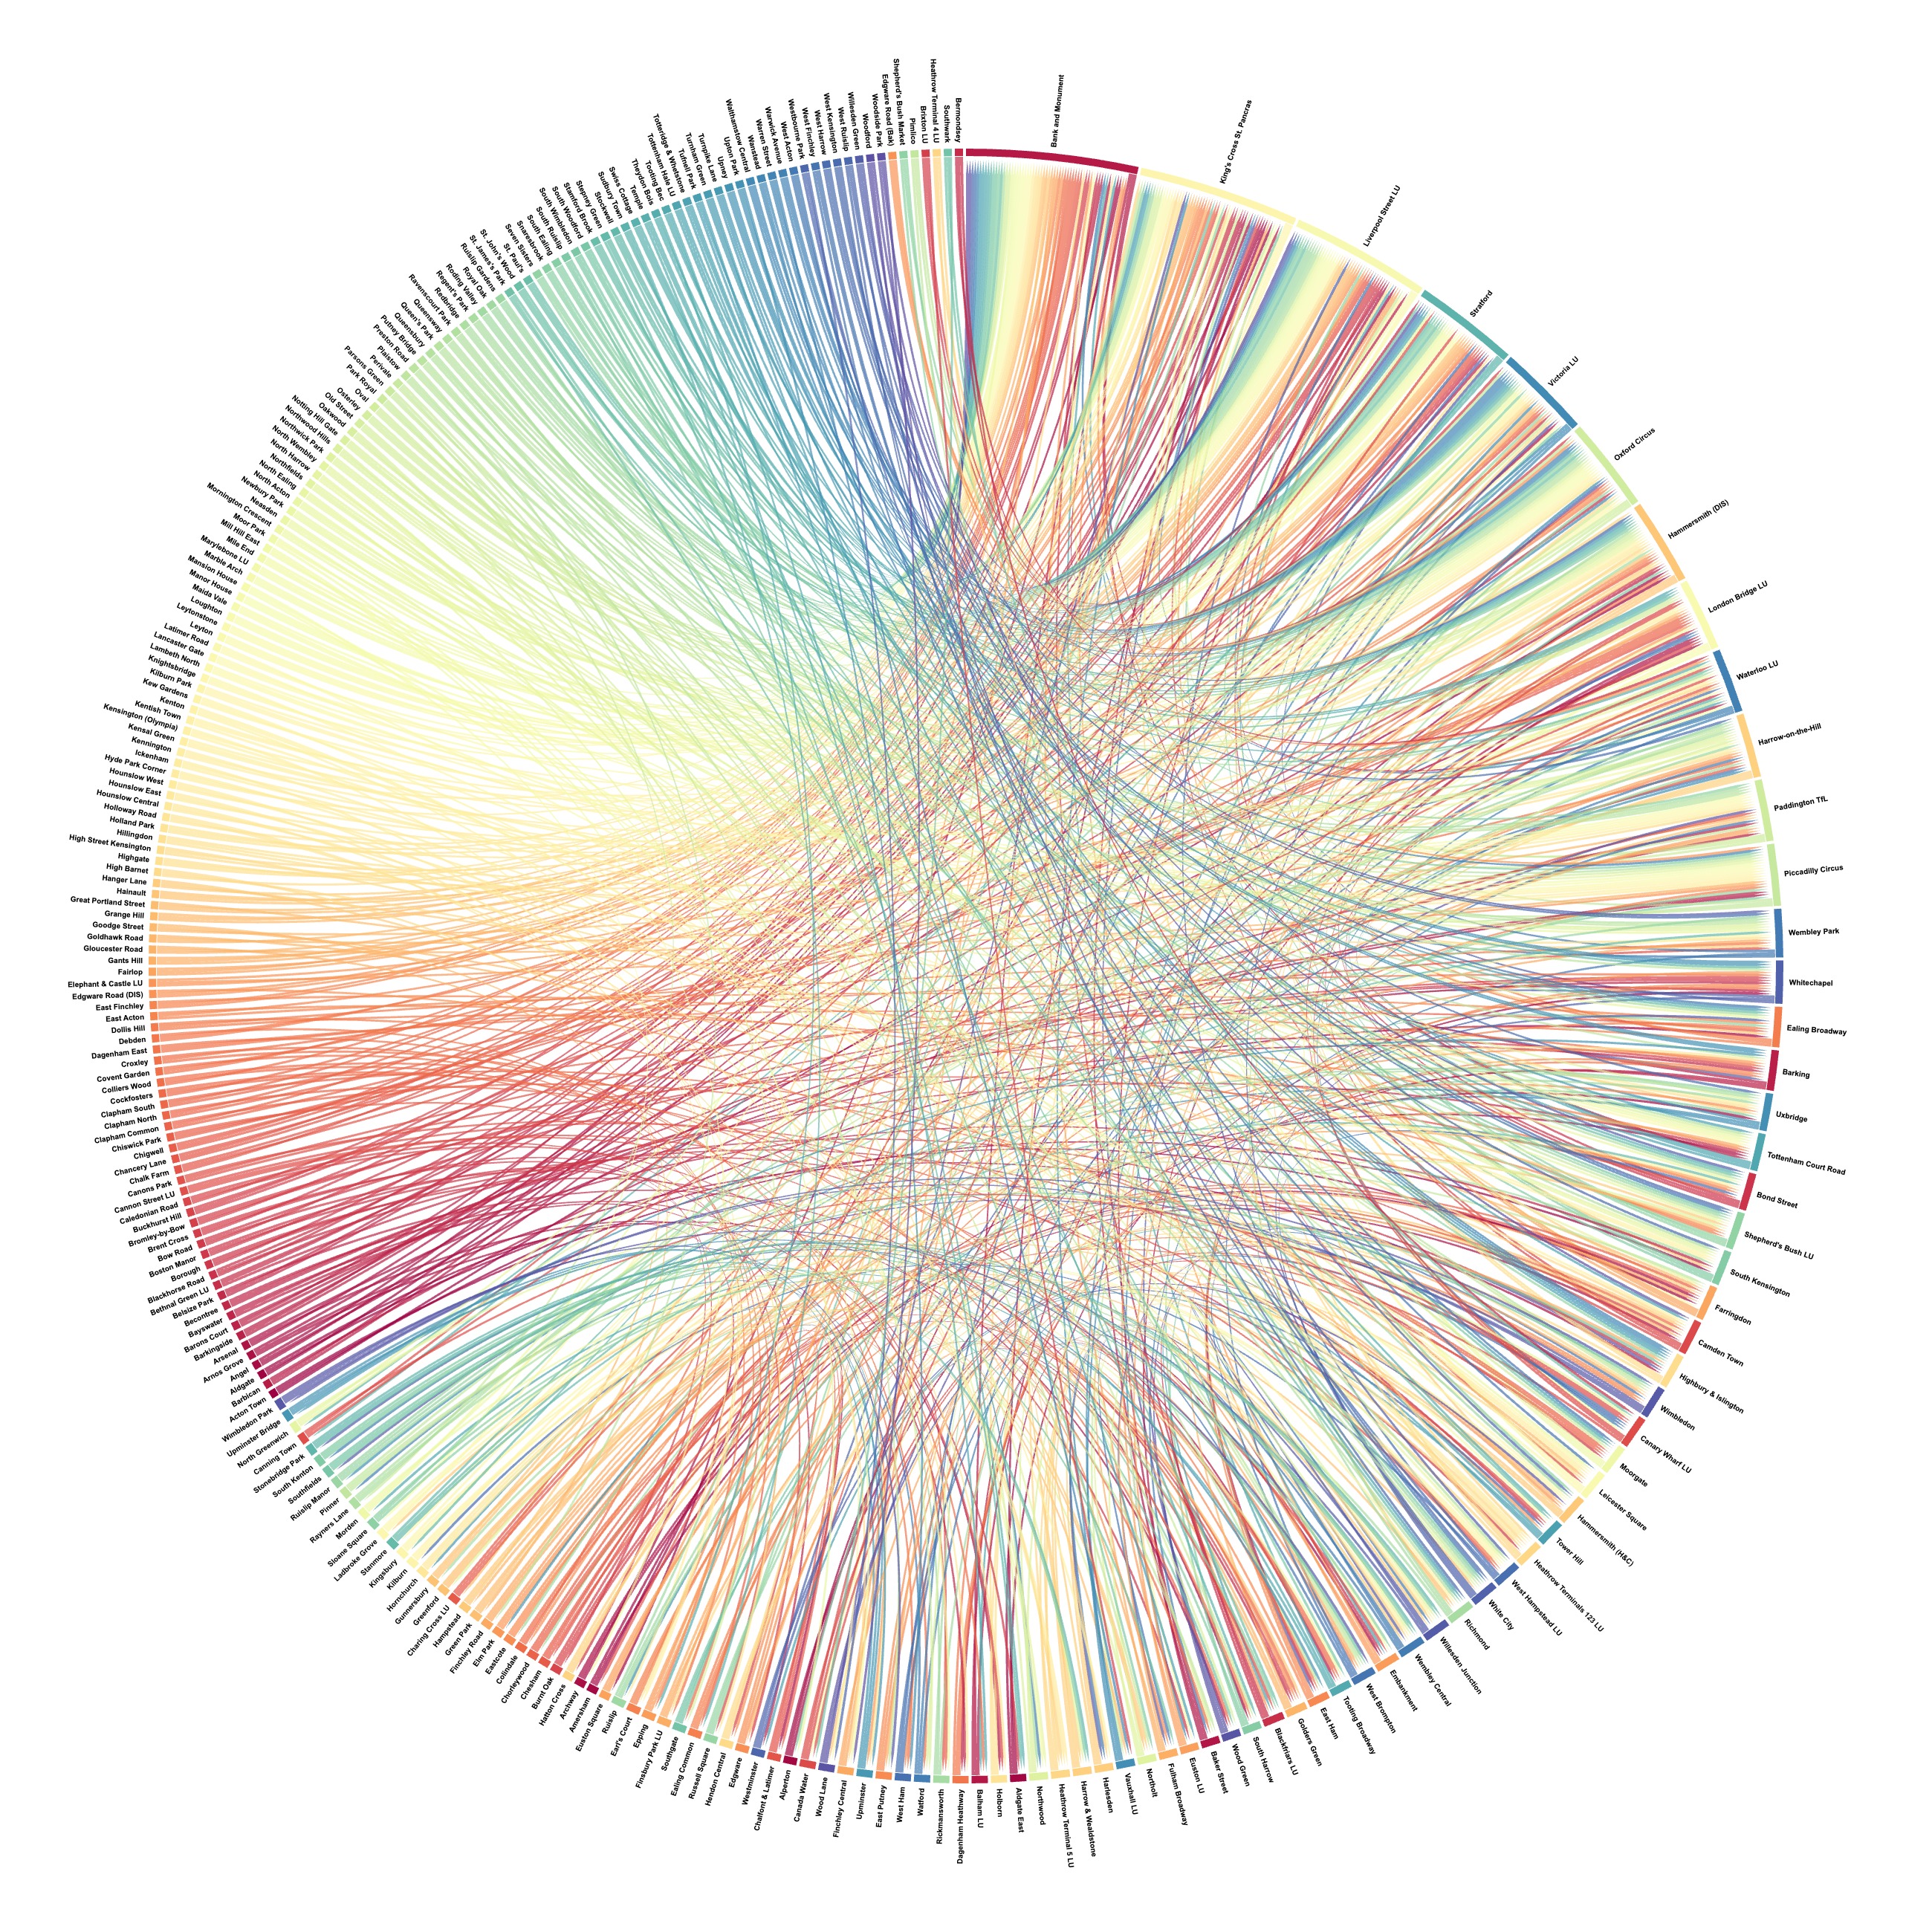 Bank and Monument
King's Cross St. Pancras
Liverpool Street LU
Stratford
Victoria LU
Oxford Circus
Hammersmith (DIS)
London Bridge LU
Waterloo LU
Harrow-on-the-Hill
Paddington TfL
Piccadilly Circus
Wembley Park
Whitechapel
Ealing Broadway
Barking
Uxbridge
Tottenham Court Road
Bond Street
Shepherd's Bush LU
South Kensington
Farringdon
Camden Town
Highbury & Islington
Wimbledon
Canary Wharf LU
Moorgate
Leicester Square
Hammersmith (H&C)
Tower Hill
Heathrow Terminals 123 LU
West Hampstead LU
White City
Richmond
Willesden Junction
Wembley Central
Embankment
West Brompton
Tooting Broadway
East Ham
Golders Green
Blackfriars LU
South Harrow
Wood Green
Baker Street
Euston LU
Fulham Broadway
Northolt
Vauxhall LU
Harlesden
Harrow & Wealdstone
Heathrow Terminal 5 LU
Northwood
Aldgate East
Holborn
Balham LU
Dagenham Heathway
Rickmansworth
Watford
West Ham
East Putney
Upminster
Finchley Central
Wood Lane
Canada Water
Alperton
Chalfont & Latimer
Westminster
Edgware
Hendon Central
Russell Square
Ealing Common
Southgate
Finsbury Park LU
Epping
Earl's Court
Ruislip
Euston Square
Amersham
Archway
Hatton Cross
Burnt Oak
Chesham
Chorleywood
Colindale
Eastcote
Elm Park
Finchley Road
Green Park
Hampstead
Charing Cross LU
Greenford
Gunnersbury
Hornchurch
Kilburn
Kingsbury
Stanmore
Ladbroke Grove
Sloane Square
Morden
Rayners Lane
Pinner
Ruislip Manor
Southfields
South Kenton
Stonebridge Park
Canning Town
North Greenwich
Upminster Bridge
Wimbledon Park
Acton Town
Barbican
Aldgate
Angel
Arnos Grove
Arsenal
Barkingside
Barons Court
Bayswater
Becontree
Belsize Park
Bethnal Green LU
Blackhorse Road
Borough
Boston Manor
Bow Road
Brent Cross
Bromley-by-Bow
Buckhurst Hill
Caledonian Road
Cannon Street LU
Canons Park
Chalk Farm
Chancery Lane
Chigwell
Chiswick Park
Clapham Common
Clapham North
Clapham South
Cockfosters
Colliers Wood
Covent Garden
Croxley
Dagenham East
Debden
Dollis Hill
East Acton
East Finchley
Edgware Road (DIS)
Elephant & Castle LU
Fairlop
Gants Hill
Gloucester Road
Goldhawk Road
Goodge Street
Grange Hill
Great Portland Street
Hainault
Hanger Lane
High Barnet
Highgate
High Street Kensington
Hillingdon
Holland Park
Holloway Road
Hounslow Central
Hounslow East
Hounslow West
Hyde Park Corner
Ickenham
Kennington
Kensal Green
Kensington (Olympia)
Kentish Town
Kenton
Kew Gardens
Kilburn Park
Knightsbridge
Lambeth North
Lancaster Gate
Latimer Road
Leyton
Leytonstone
Loughton
Maida Vale
Manor House
Mansion House
Marble Arch
Marylebone LU
Mile End
Mill Hill East
Moor Park
Mornington Crescent
Neasden
Newbury Park
North Acton
North Ealing
Northfields
North Harrow
North Wembley
Northwick Park
Northwood Hills
Notting Hill Gate
Oakwood
Old Street
Osterley
Oval
Park Royal
Parsons Green
Perivale
Plaistow
Preston Road
Putney Bridge
Queensbury
Queen's Park
Queensway
Ravenscourt Park
Redbridge
Regent's Park
Roding Valley
Royal Oak
Ruislip Gardens
St. James's Park
St. John's Wood
St. Paul's
Seven Sisters
Snaresbrook
South Ealing
South Ruislip
South Wimbledon
South Woodford
Stamford Brook
Stepney Green
Stockwell
Sudbury Town
Swiss Cottage
Temple
Theydon Bois
Tooting Bec
Tottenham Hale LU
Totteridge & Whetstone
Tufnell Park
Turnham Green
Turnpike Lane
Upney
Upton Park
Walthamstow Central
Wanstead
Warren Street
Warwick Avenue
West Acton
Westbourne Park
West Finchley
West Harrow
West Kensington
West Ruislip
Willesden Green
Woodford
Woodside Park
Edgware Road (Bak)
Shepherd's Bush Market
Pimlico
Brixton LU
Heathrow Terminal 4 LU
Southwark
Bermondsey